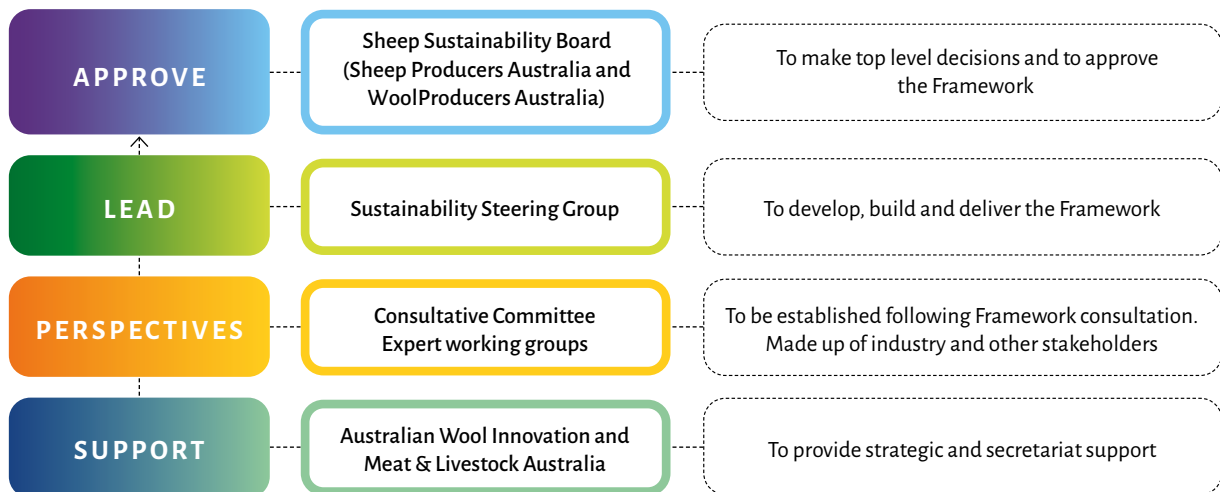 APPROVE
Sheep Sustainability Board
(Sheep Producers Australia and
WoolProducers Australia)
To make top level decisions and to approve
the Framework
LEAD
Sustainability Steering Group
To develop, build and deliver the Framework
PERSPECTIVES
Consultative Committee
Expert working groups
To be established following Framework consultation.
Made up of industry and other stakeholders
SUPPORT
Australian Wool Innovation and
Meat & Livestock Australia
To provide strategic and secretariat support